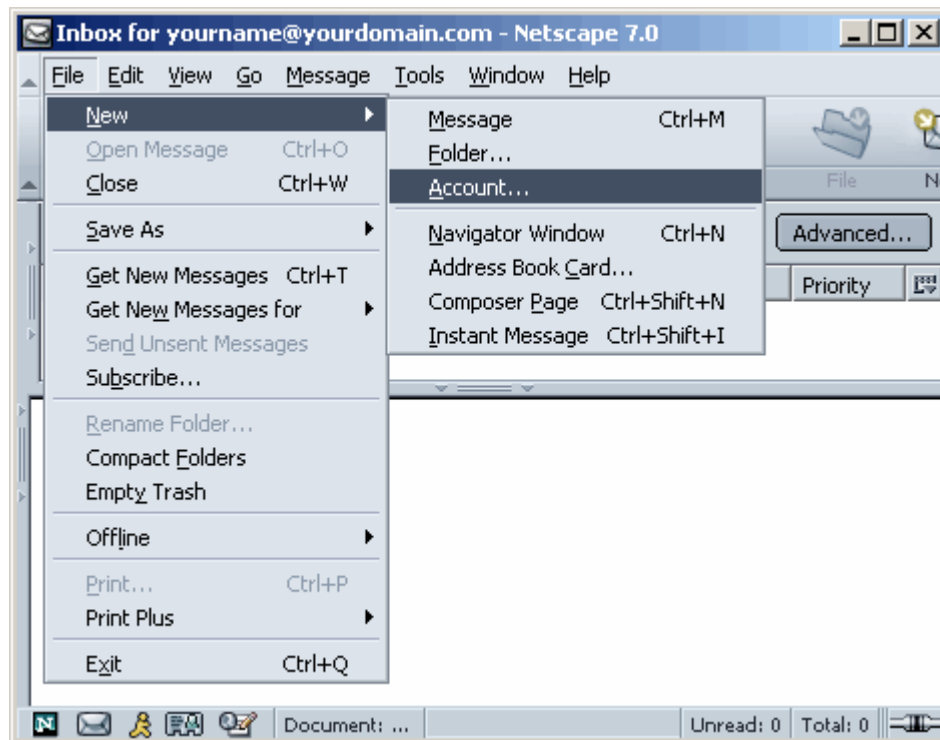 Inbox for yourname@yourdomain.com - Netscape 7.0
File Edit View Go Message Tools Window Help
New
Open Message Ctrl+O
Close Ctrl+W
Save As
Get New Messages Ctrl+T
Get New Messages for
Send Unsent Messages
Subscribe...
Rename Folder...
Compact Folders
Empty Trash
Offline
Print... Ctrl+P
Print Plus
Exit Ctrl+Q
Message Ctrl+M
Folder...
Account...
Navigator Window Ctrl+N
Address Book Card...
Composer Page Ctrl+Shift+N
Instant Message Ctrl+Shift+I
File
Advanced...
Priority
N Document: ... Unread: 0 Total: 0